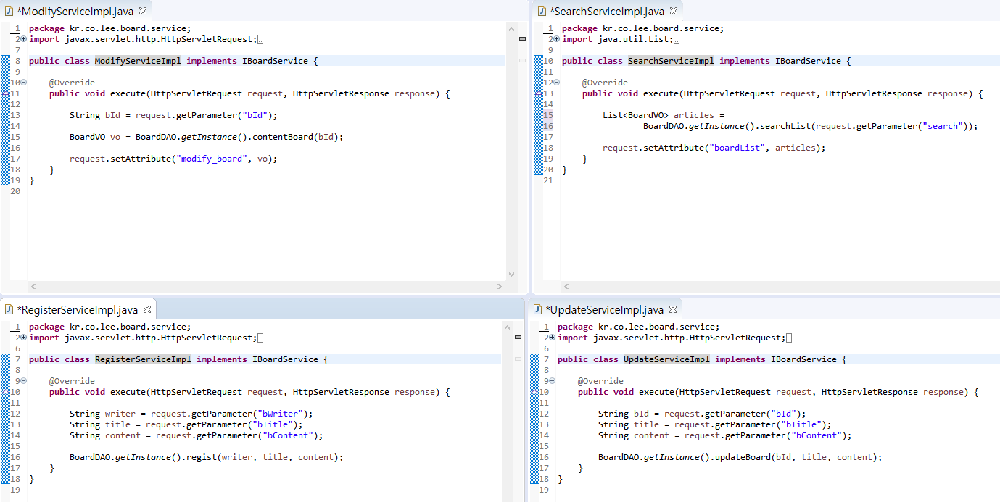 *ModifyServiceImpl.java
1 package kr.co.lee.board.service;
2 import javax.servlet.http.HttpServletRequest;
7
8 public class ModifyServiceImpl implements IBoardService {
9
10     @Override
11     public void execute(HttpServletRequest request, HttpServletResponse response) {
12
13         String bId = request.getParameter("bId");
14
15         BoardVO vo = BoardDAO.getInstance().contentBoard(bId);
16
17         request.setAttribute("modify_board", vo);
18     }
19 }
20
*SearchServiceImpl.java
1 package kr.co.lee.board.service;
2 import java.util.List;
9
10 public class SearchServiceImpl implements IBoardService {
11
12     @Override
13     public void execute(HttpServletRequest request, HttpServletResponse response) {
14
15         List<BoardVO> articles =
16                 BoardDAO.getInstance().searchList(request.getParameter("search"));
17
18         request.setAttribute("boardList", articles);
19     }
20 }
21
*RegisterServiceImpl.java
1 package kr.co.lee.board.service;
2 import javax.servlet.http.HttpServletRequest;
6
7 public class RegisterServiceImpl implements IBoardService {
8
9     @Override
10     public void execute(HttpServletRequest request, HttpServletResponse response) {
11
12         String writer = request.getParameter("bWriter");
13         String title = request.getParameter("bTitle");
14         String content = request.getParameter("bContent");
15
16         BoardDAO.getInstance().regist(writer, title, content);
17     }
18 }
19
*UpdateServiceImpl.java
1 package kr.co.lee.board.service;
2 import javax.servlet.http.HttpServletRequest;
6
7 public class UpdateServiceImpl implements IBoardService {
8
9     @Override
10     public void execute(HttpServletRequest request, HttpServletResponse response) {
11
12         String bId = request.getParameter("bId");
13         String title = request.getParameter("bTitle");
14         String content = request.getParameter("bContent");
15
16         BoardDAO.getInstance().updateBoard(bId, title, content);
17     }
18 }
19